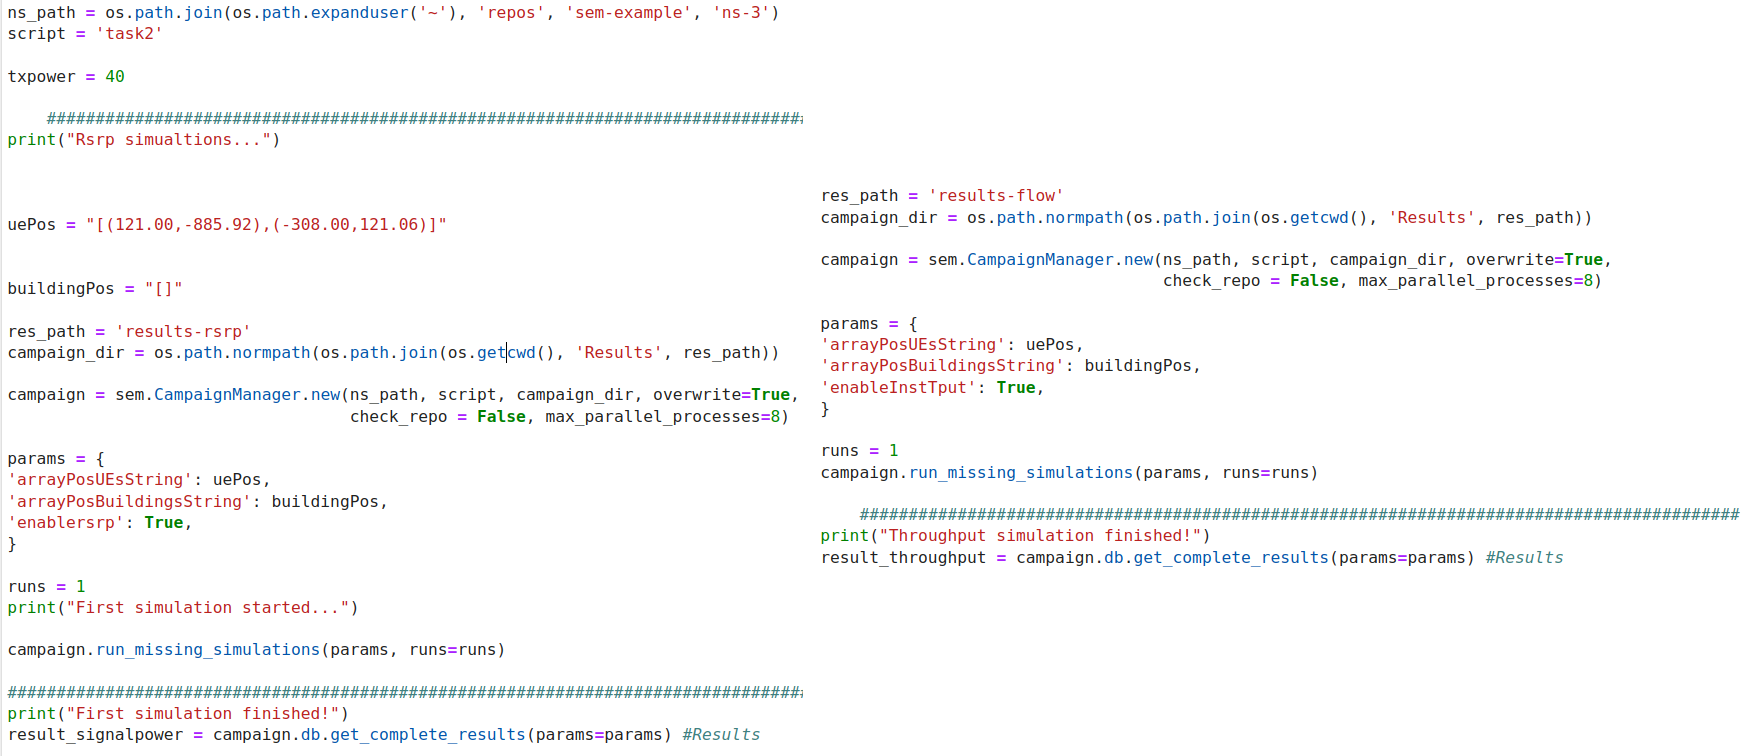 ns_path = os.path.join(os.path.expanduser('~'), 'repos', 'sem-example', 'ns-3')
script = 'task2'
txpower = 40
##############################################################################
print("Rsrp simualtions...")
uePos = "[(121.00,-885.92),(-308.00,121.06)]"
buildingPos = "[]"
res_path = 'results-rsrp'
campaign_dir = os.path.normpath(os.path.join(os.getcwd(), 'Results', res_path))
campaign = sem.CampaignManager.new(ns_path, script, campaign_dir, overwrite=True,
check_repo = False, max_parallel_processes=8)
params = {
'arrayPosUEsString': uePos,
'arrayPosBuildingsString': buildingPos,
'enablersrp': True,
}
runs = 1
print("First simulation started...")
campaign.run_missing_simulations(params, runs=runs)
##################################################################################
print("First simulation finished!")
result_signalpower = campaign.db.get_complete_results(params=params) #Results
res_path = 'results-flow'
campaign_dir = os.path.normpath(os.path.join(os.getcwd(), 'Results', res_path))
campaign = sem.CampaignManager.new(ns_path, script, campaign_dir, overwrite=True,
check_repo = False, max_parallel_processes=8)
params = {
'arrayPosUEsString': uePos,
'arrayPosBuildingsString': buildingPos,
'enableInstTput': True,
}
runs = 1
campaign.run_missing_simulations(params, runs=runs)
##########################################################################################
print("Throughput simulation finished!")
result_throughput = campaign.db.get_complete_results(params=params) #Results